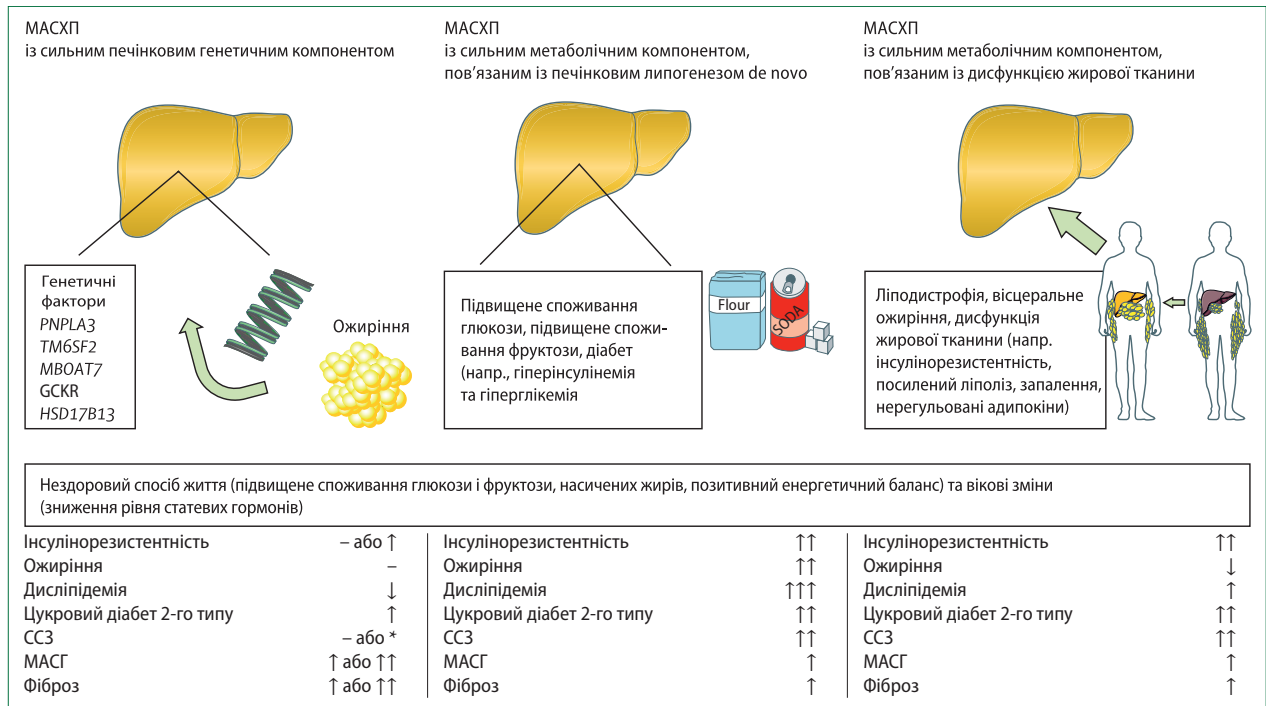 МАСХП
із сильним печінковим генетичним компонентом
МАСХП
із сильним метаболічним компонентом,
пов’язаним із печінковим липогенезом de novo
МАСХП
із сильним метаболічним компонентом,
пов’язаним із дисфункцією жирової тканини
Генетичні
фактори
PNPLA3
TM6SF2
MBOAT7
GCKR
HSD17B13
Ожиріння
Підвищене споживання
глюкози, підвищене спожи-
вання фруктози, діабет
(напр., гіперінсулінемія
та гіперглікемія
Flour
SODA
Ліподистрофія, вісцеральне
ожиріння, дисфункція
жирової тканини (напр.
інсулінорезистентність,
посилений ліполіз, запалення,
нерегульовані адипокіни)
Нездоровий спосіб життя (підвищене споживання глюкози і фруктози, насичених жирів, позитивний енергетичний баланс) та вікові зміни
(зниження рівня статевих гормонів)
Інсулінорезистентність – або ↑
Ожиріння –
Дисліпідемія ↓
Цукровий діабет 2-го типу ↑
ССЗ – або *
МАСГ ↑ або ↑↑
Фіброз ↑ або ↑↑
Інсулінорезистентність ↑↑
Ожиріння ↑↑
Дисліпідемія ↑↑↑
Цукровий діабет 2-го типу ↑↑
ССЗ ↑↑
МАСГ ↑
Фіброз ↑
Інсулінорезистентність ↑↑
Ожиріння ↓
Дисліпідемія ↑
Цукровий діабет 2-го типу ↑↑
ССЗ ↑↑
МАСГ ↑
Фіброз ↑